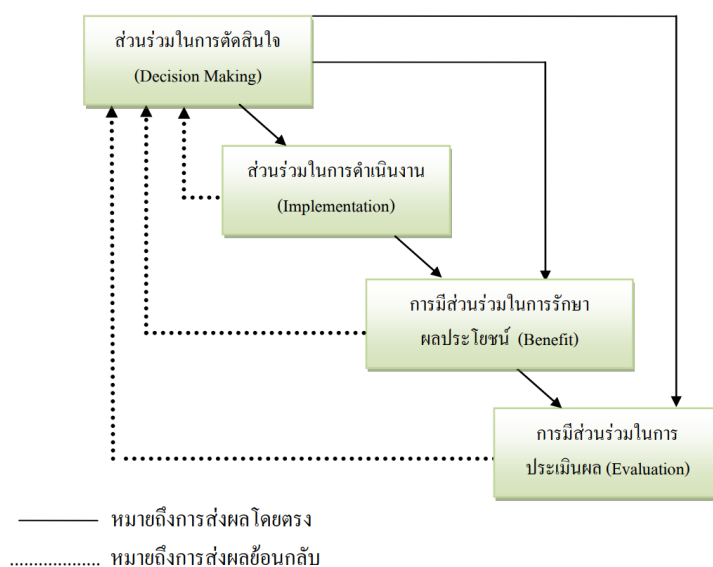 ส่วนร่วมในการตัดสินใจ
(Decision Making)
ส่วนร่วมในการดำเนินงาน
(Implementation)
การมีส่วนร่วมในการรักษา
ผลประโยชน์ (Benefit)
การมีส่วนร่วมในการ
ประเมินผล (Evaluation)
หมายถึงการส่งผลโดยตรง
หมายถึงการส่งผลย้อนกลับ